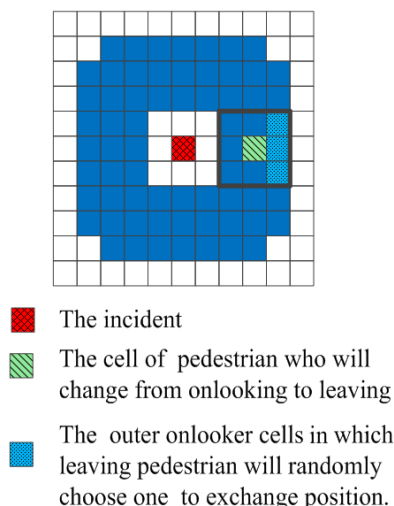 The incident
The cell of pedestrian who will
change from onlooking to leaving
The outer onlooker cells in which
leaving pedestrian will randomly
choose one to exchange position.